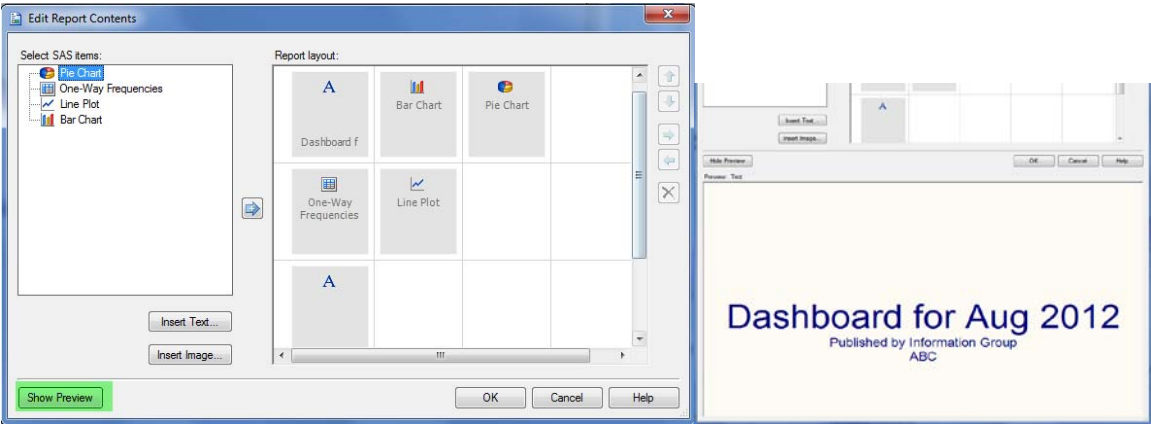 Edit Report Contents
Select SAS items:
Pie Chart
One-Way Frequencies
Line Plot
Bar Chart
Report layout:
A
Bar Chart
Pie Chart
Dashboard f
One-Way
Frequencies
Line Plot
A
Insert Text...
Insert Image...
Show Preview
OK
Cancel
Help
A
Insert Text...
Insert Image...
Hide Preview
OK
Cancel
Help
Preview: Text
Dashboard for Aug 2012
Published by Information Group
ABC